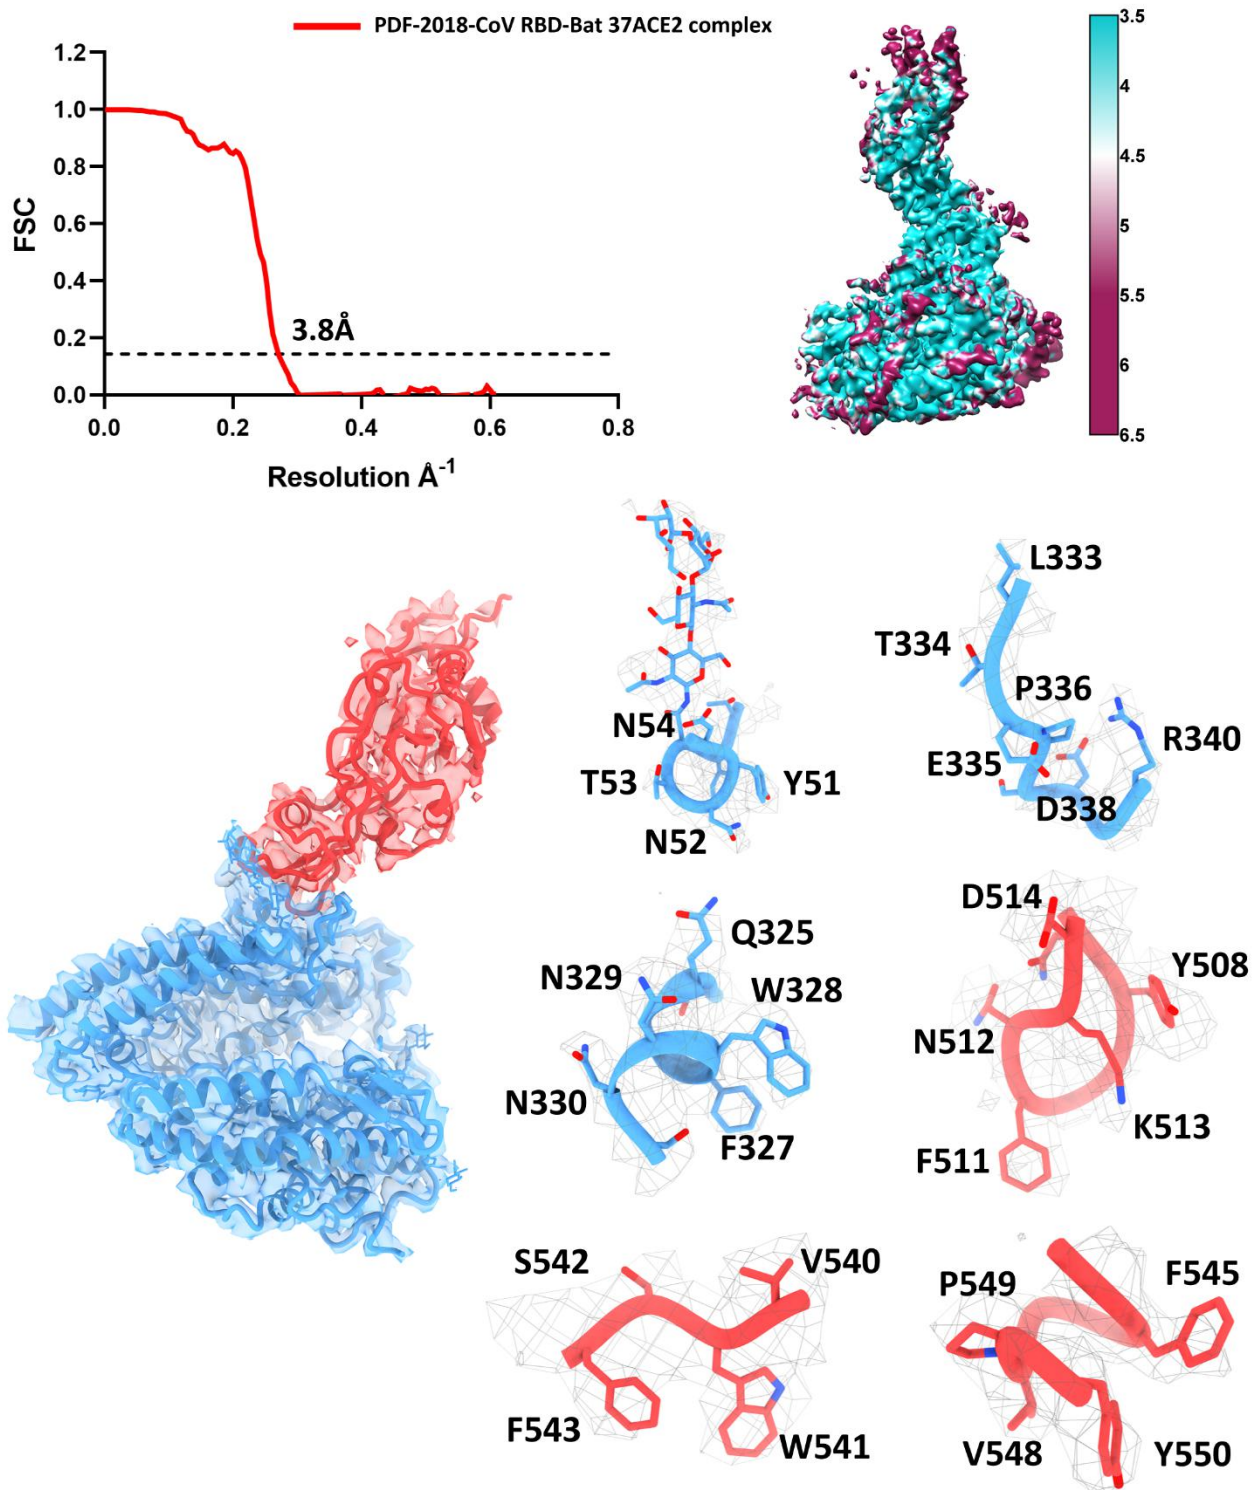 PDF-2018-CoV RBD-Bat 37ACE2 complex
1.2
1.0
0.8
0.6
0.4
0.2
0.0
FSC
3.8Å
0.0
0.2
0.4
0.6
0.8
Resolution Å-1
3.5
4
4.5
5
5.5
6
6.5
N54
T53
Y51
N52
L333
T334
P336
R340
E335
D338
Q325
N329
W328
N330
F327
D514
Y508
N512
K513
F511
S542
V540
F543
W541
P549
F545
V548
Y550